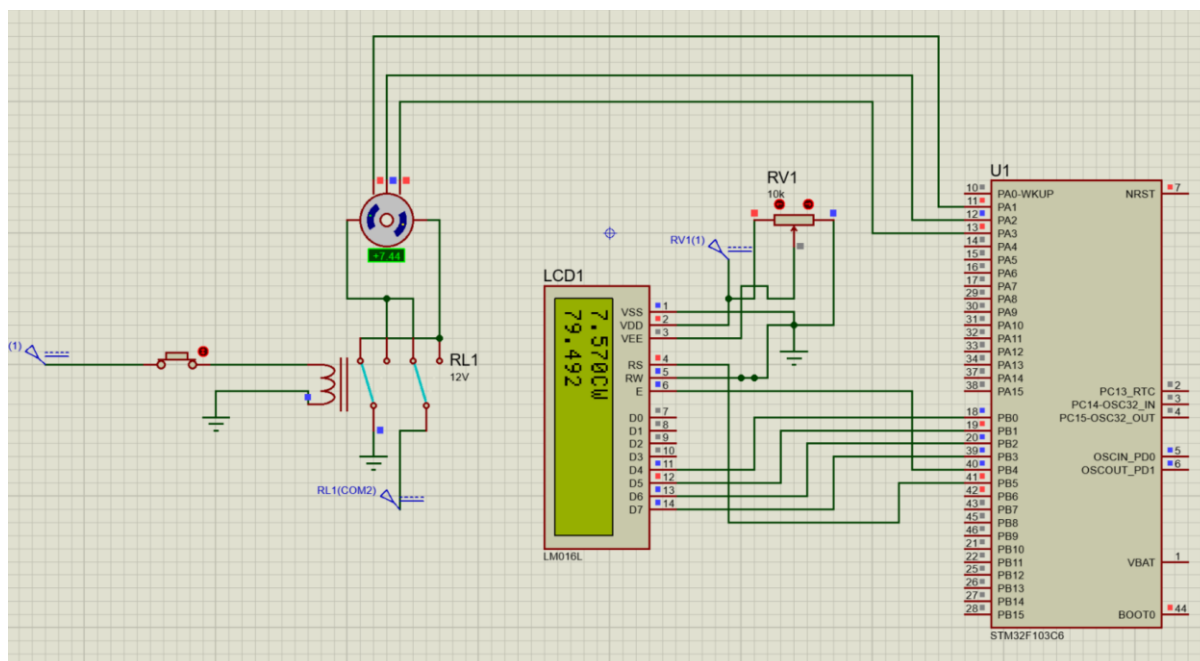 U1
RV1
10k
RV1(1)
+7.44
LCD1
7.570CW
79.492
LM016L
VSS 1
VDD 2
VEE 3
RS 4
RW 5
E 6
D0 7
D1 8
D2 9
D3 10
D4 11
D5 12
D6 13
D7 14
(1)
RL1
12V
RL1(COM2)
10 PA0-WKUP
11 PA1
12 PA2
13 PA3
14 PA4
15 PA5
16 PA6
17 PA7
29 PA8
30 PA9
31 PA10
32 PA11
33 PA12
34 PA13
37 PA14
38 PA15
18 PB0
19 PB1
20 PB2
39 PB3
40 PB4
41 PB5
42 PB6
43 PB7
45 PB8
46 PB9
21 PB10
22 PB11
25 PB12
26 PB13
27 PB14
28 PB15
NRST 7
PC13_RTC 2
PC14-OSC32_IN 3
PC15-OSC32_OUT 4
OSCIN_PD0 5
OSCOUT_PD1 6
VBAT 1
BOOT0 44
STM32F103C6